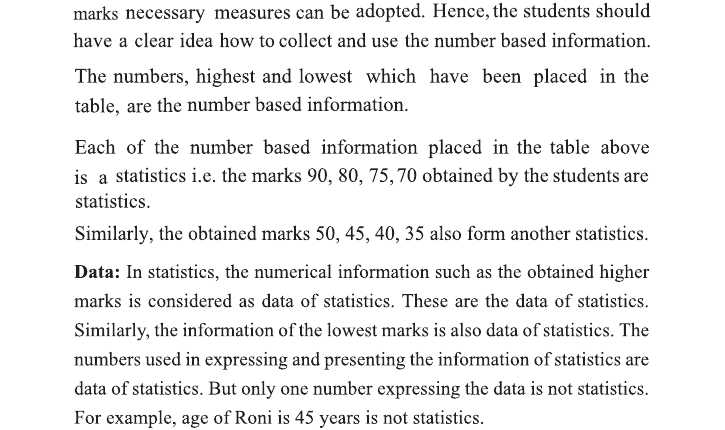 marks necessary measures can be adopted. Hence, the students should
have a clear idea how to collect and use the number based information.
The numbers, highest and lowest which have been placed in the
table, are the number based information.
Each of the number based information placed in the table above
is a statistics i.e. the marks 90, 80, 75, 70 obtained by the students are
statistics.
Similarly, the obtained marks 50, 45, 40, 35 also form another statistics.
Data: In statistics, the numerical information such as the obtained higher
marks is considered as data of statistics. These are the data of statistics.
Similarly, the information of the lowest marks is also data of statistics. The
numbers used in expressing and presenting the information of statistics are
data of statistics. But only one number expressing the data is not statistics.
For example, age of Roni is 45 years is not statistics.